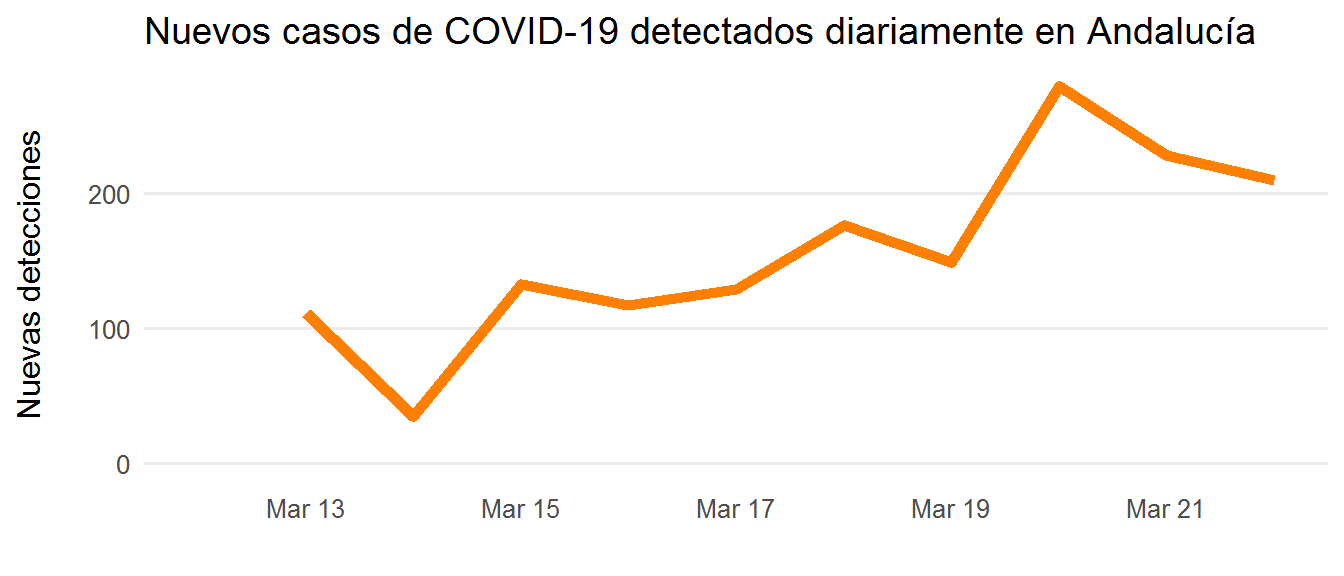 Nuevos casos de COVID-19 detectados diariamente en Andalucía
Nuevas detecciones
200
100
0
Mar 13 Mar 15 Mar 17 Mar 19 Mar 21